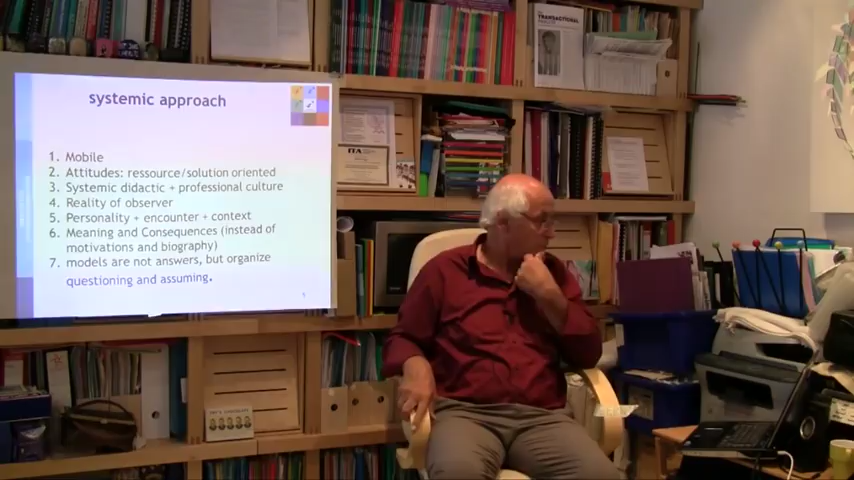 systemic approach
1. Mobile
2. Attitudes: ressource/solution oriented
3. Systemic didactic + professional culture
4. Reality of observer
5. Personality + encounter + context
6. Meaning and Consequences (instead of
motivations and biography)
7. models are not answers, but organize
questioning and assuming.
1
TRANSACTIONAL
ITA